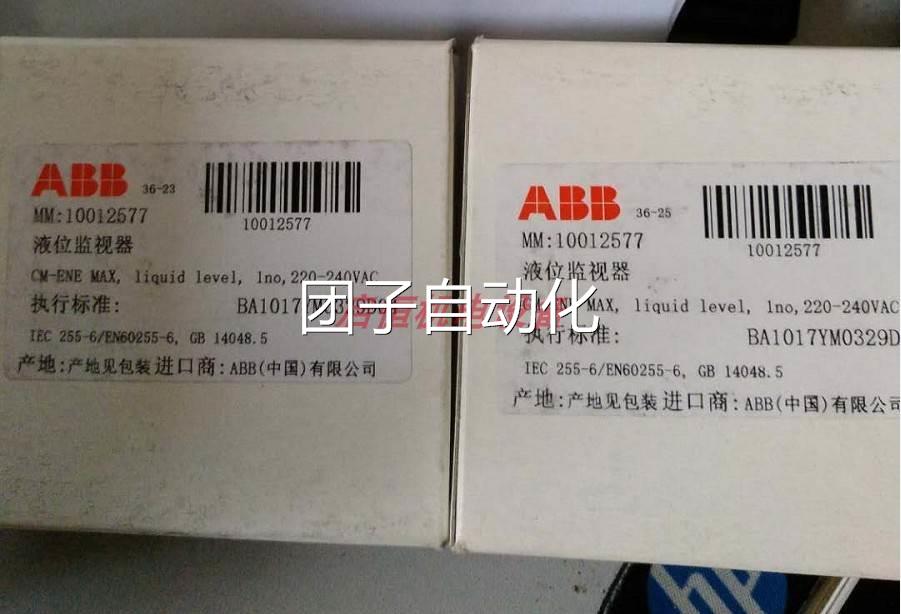 ABB 36-23
10012577
MM:10012577
液位监视器
CM-ENE MAX, liquid level, 1no,220-240VAC
执行标准:
IEC 255-6/EN60255-6, GB 14048.5
产地:产地见包装 进口商:ABB(中国)有限公司
ABB 36-25
10012577
MM:10012577
液位监视器
MAX, liquid level, 1no,220-240VAC
执行标准: BA1017YM0329D
IEC 255-6/EN60255-6, GB 14048.5
产地:产地见包装 进口商:ABB(中国)有限公司
团子自动化
hp